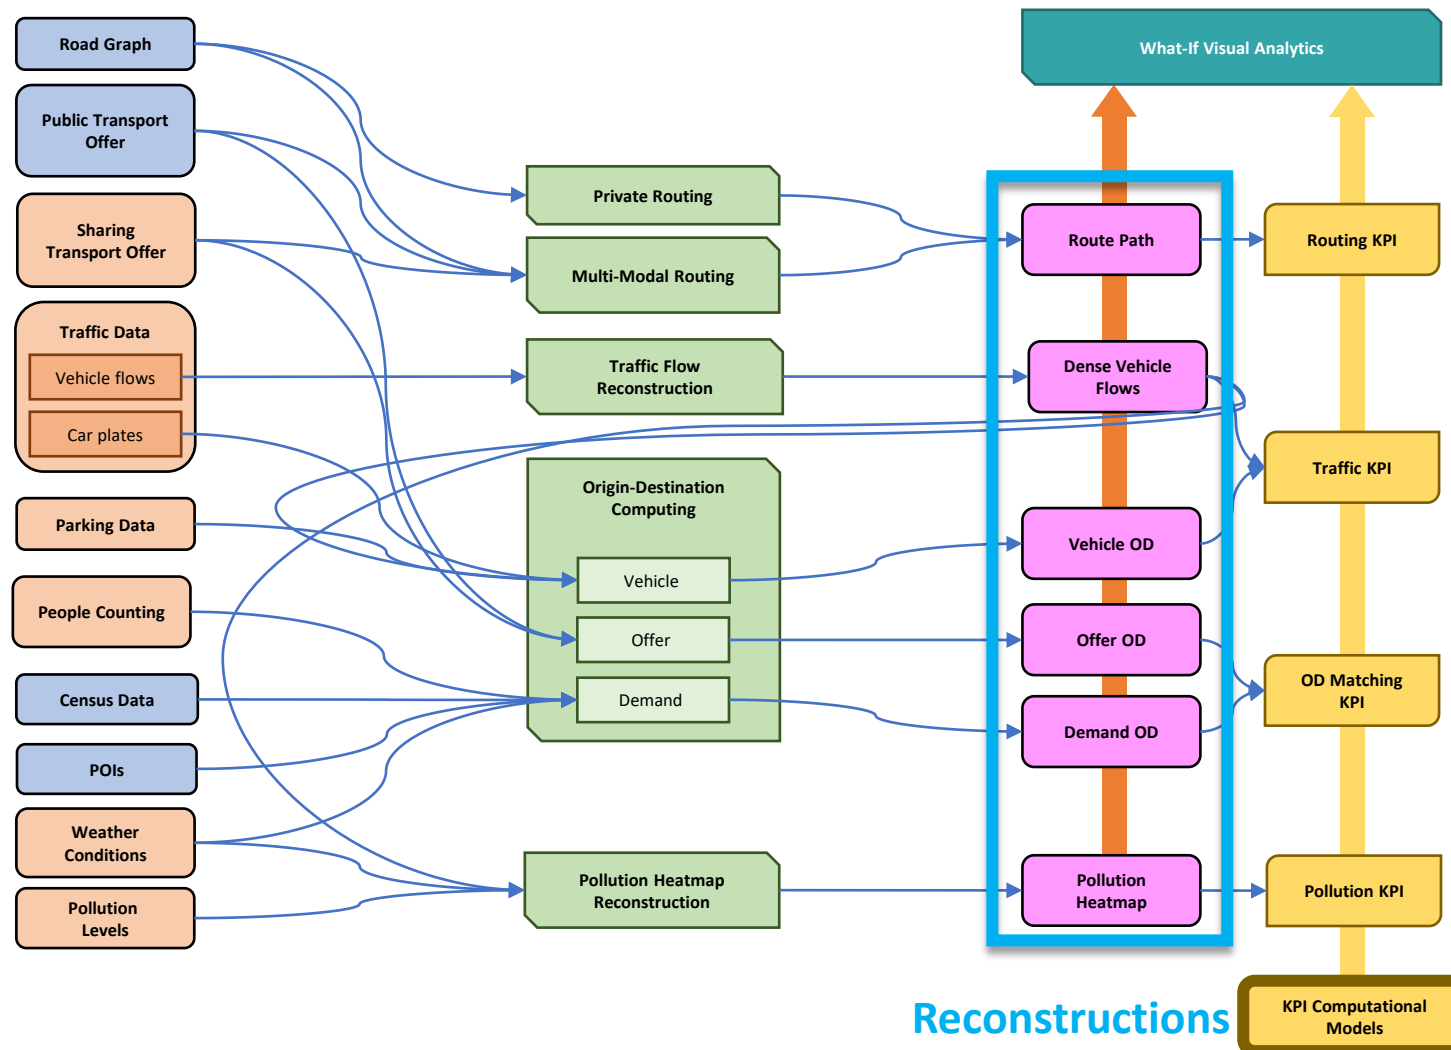 Road Graph
Public Transport
Offer
Sharing
Transport Offer
Traffic Data
Vehicle flows
Car plates
Parking Data
People Counting
Census Data
POIs
Weather
Conditions
Pollution
Levels
Private Routing
Multi-Modal Routing
Traffic Flow
Reconstruction
Origin-Destination
Computing
Vehicle
Offer
Demand
Pollution Heatmap
Reconstruction
What-If Visual Analytics
Route Path
Dense Vehicle
Flows
Vehicle OD
Offer OD
Demand OD
Pollution
Heatmap
Routing KPI
Traffic KPI
OD Matching
KPI
Pollution KPI
Reconstructions
KPI Computational
Models